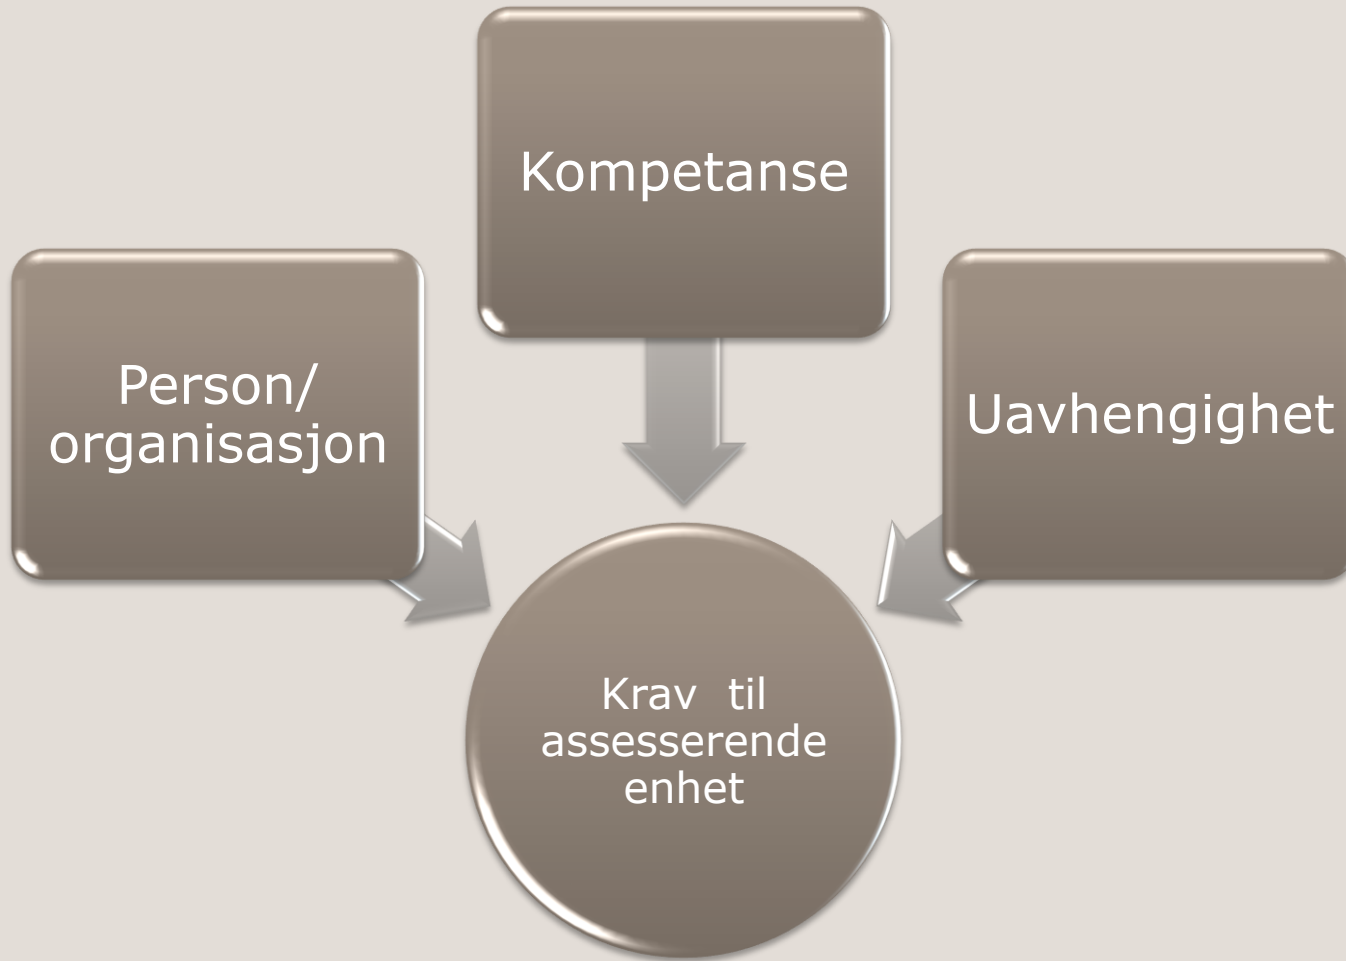 Kompetanse
Person/
organisasjon
Uavhengighet
Krav  til
assesserende
enhet